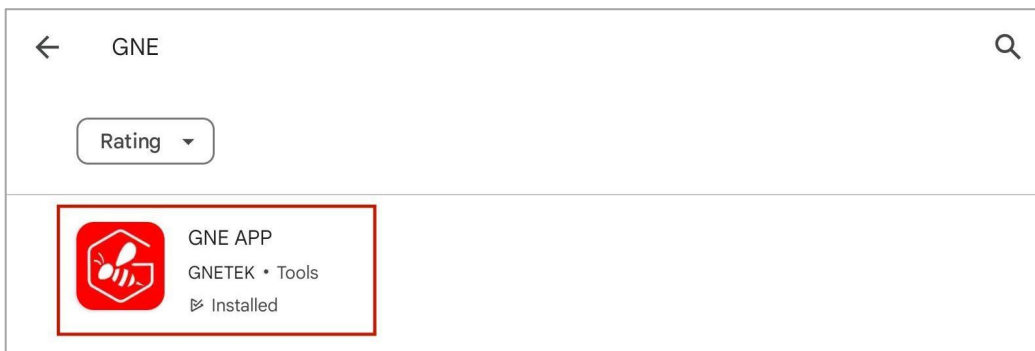 GNE
Rating
GNE APP
GNETEK • Tools
Installed